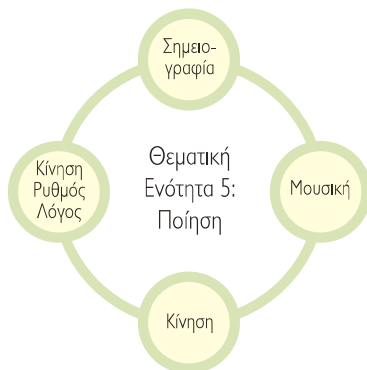 Σημειο-
γραφία
Θεματική
Ενότητα 5:
Ποίηση
Κίνηση
Ρυθμός
Λόγος
Μουσική
Κίνηση